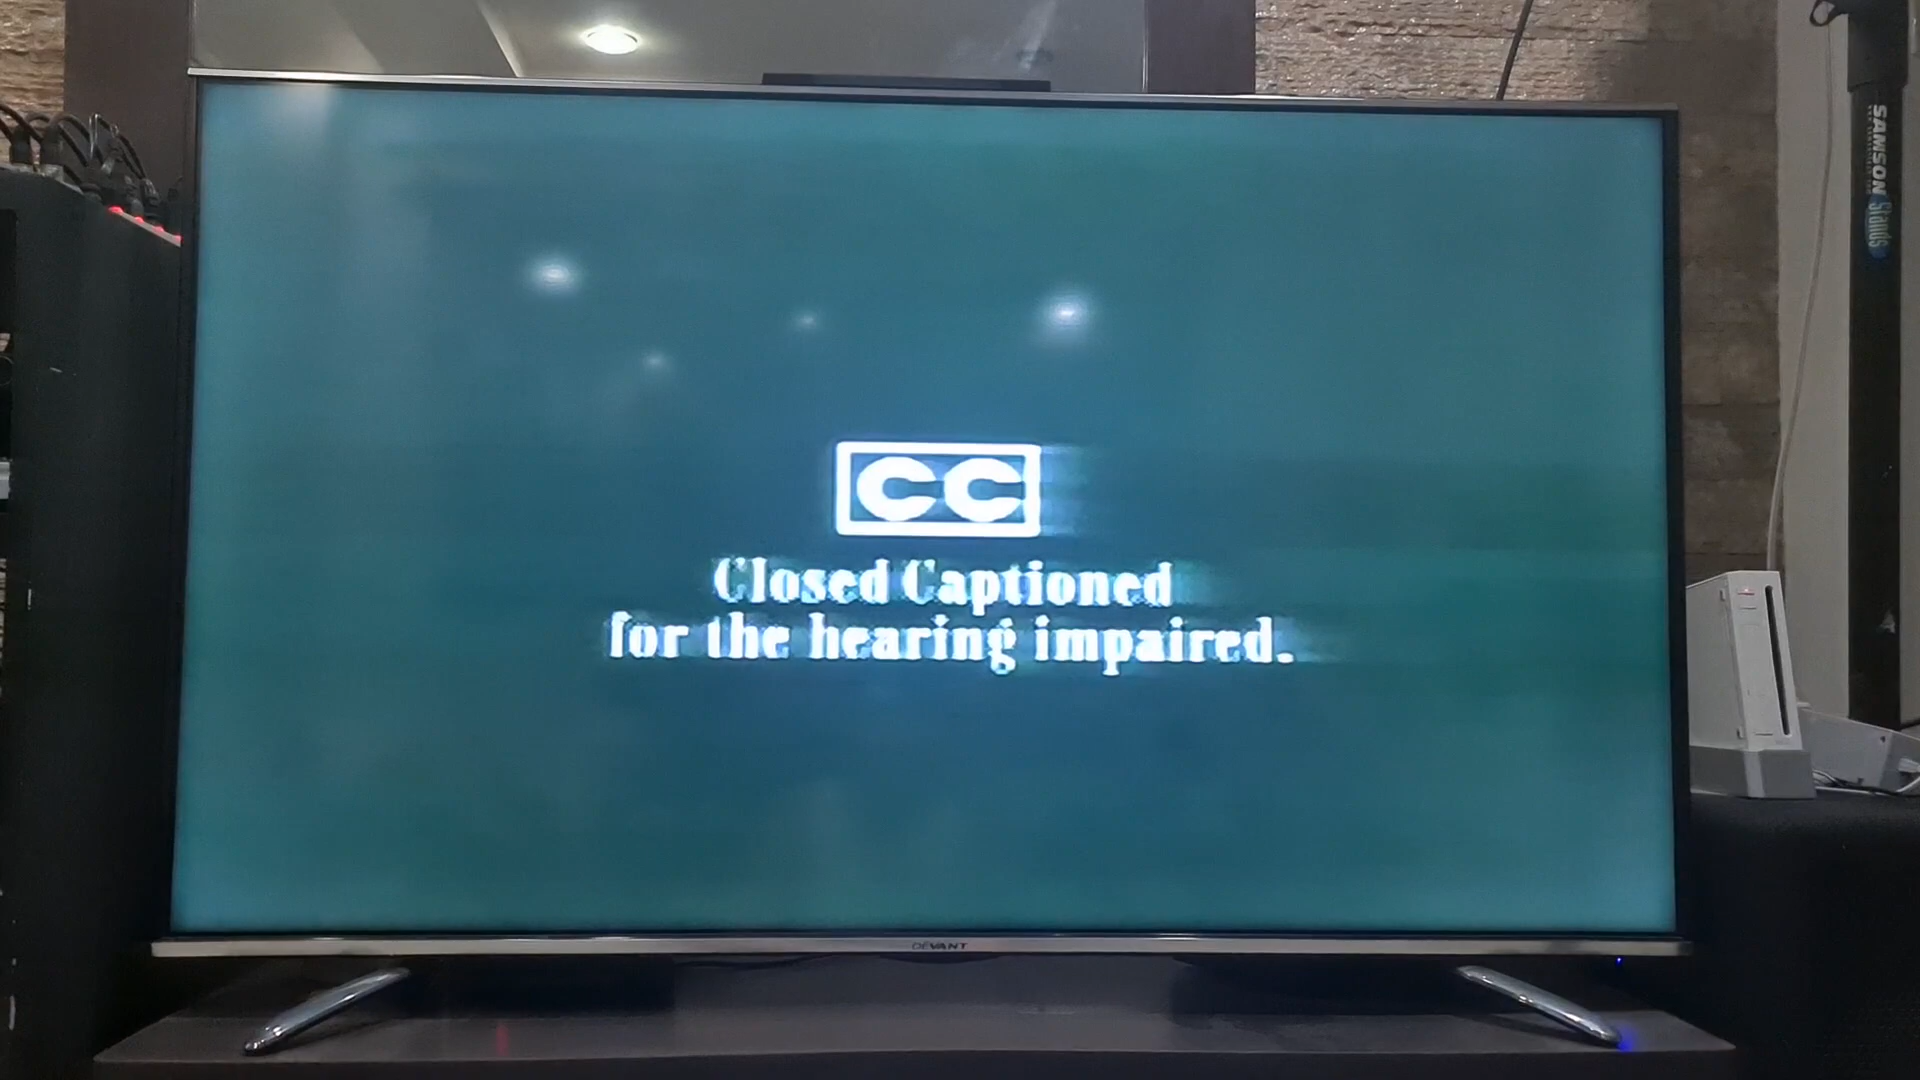 SAMSON Stands
CC
Closed Captioned
for the hearing impaired.
DEVANT